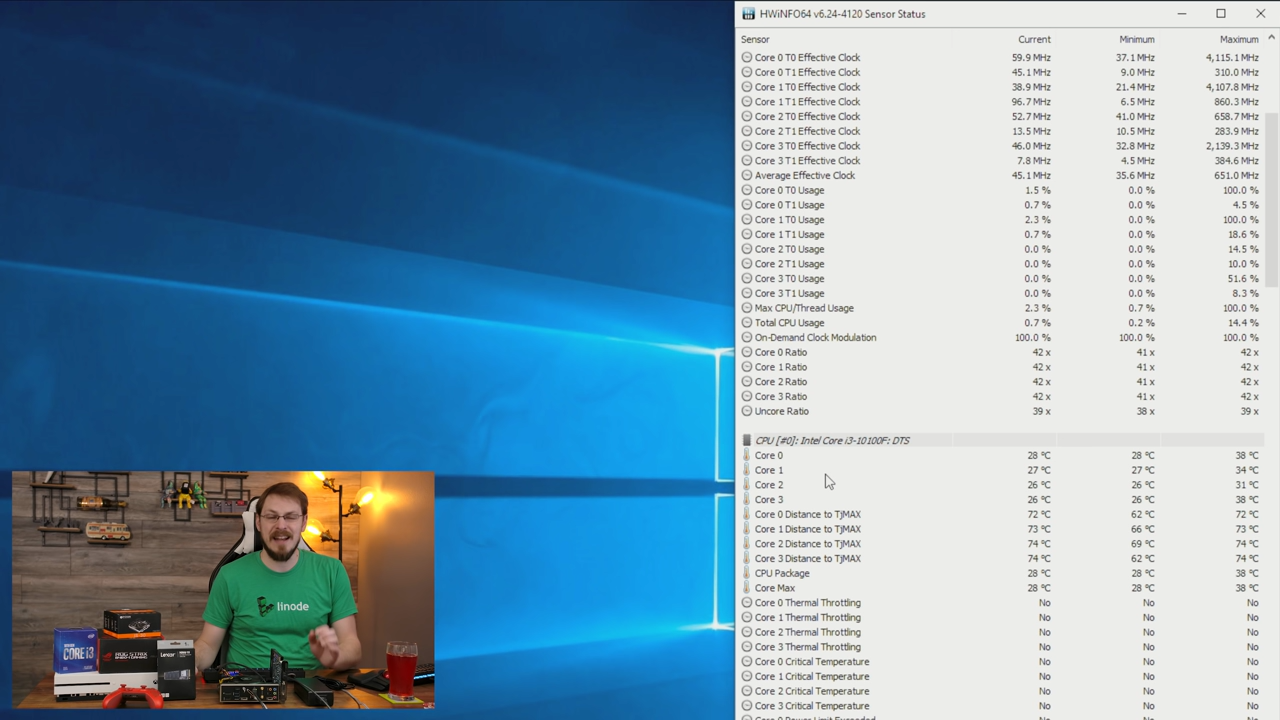 HWiNFO64 v6.24-4120 Sensor Status
Sensor Current Minimum Maximum
Core 0 T0 Effective Clock 59.9 MHz 37.1 MHz 4,115.1 MHz
Core 0 T1 Effective Clock 45.1 MHz 9.0 MHz 310.0 MHz
Core 1 T0 Effective Clock 38.9 MHz 21.4 MHz 4,107.8 MHz
Core 1 T1 Effective Clock 96.7 MHz 6.5 MHz 860.3 MHz
Core 2 T0 Effective Clock 52.7 MHz 41.0 MHz 658.7 MHz
Core 2 T1 Effective Clock 13.5 MHz 10.5 MHz 283.9 MHz
Core 3 T0 Effective Clock 46.0 MHz 32.8 MHz 2,139.3 MHz
Core 3 T1 Effective Clock 7.8 MHz 4.5 MHz 384.6 MHz
Average Effective Clock 45.1 MHz 35.6 MHz 651.0 MHz
Core 0 T0 Usage 1.5 % 0.0 % 100.0 %
Core 0 T1 Usage 0.7 % 0.0 % 4.5 %
Core 1 T0 Usage 2.3 % 0.0 % 100.0 %
Core 1 T1 Usage 0.7 % 0.0 % 18.6 %
Core 2 T0 Usage 0.0 % 0.0 % 14.5 %
Core 2 T1 Usage 0.0 % 0.0 % 10.0 %
Core 3 T0 Usage 0.0 % 0.0 % 51.6 %
Core 3 T1 Usage 0.0 % 0.0 % 8.3 %
Max CPU/Thread Usage 2.3 % 0.7 % 100.0 %
Total CPU Usage 0.7 % 0.2 % 14.4 %
On-Demand Clock Modulation 100.0 % 100.0 % 100.0 %
Core 0 Ratio 42 x 41 x 42 x
Core 1 Ratio 42 x 41 x 42 x
Core 2 Ratio 42 x 41 x 42 x
Core 3 Ratio 42 x 41 x 42 x
Uncore Ratio 39 x 38 x 39 x
CPU [#0]: Intel Core i3-10100F: DTS
Core 0 28 °C 28 °C 38 °C
Core 1 27 °C 27 °C 34 °C
Core 2 26 °C 26 °C 31 °C
Core 3 26 °C 26 °C 38 °C
Core 0 Distance to TjMAX 72 °C 62 °C 72 °C
Core 1 Distance to TjMAX 73 °C 66 °C 73 °C
Core 2 Distance to TjMAX 74 °C 69 °C 74 °C
Core 3 Distance to TjMAX 74 °C 62 °C 74 °C
CPU Package 28 °C 28 °C 38 °C
Core Max 28 °C 28 °C 38 °C
Core 0 Thermal Throttling No No No
Core 1 Thermal Throttling No No No
Core 2 Thermal Throttling No No No
Core 3 Thermal Throttling No No No
Core 0 Critical Temperature No No No
Core 1 Critical Temperature No No No
Core 2 Critical Temperature No No No
Core 3 Critical Temperature No No No
Core 0 Power Limit Exceeded
linode
CORE i3
ROG STRIX
Lexar